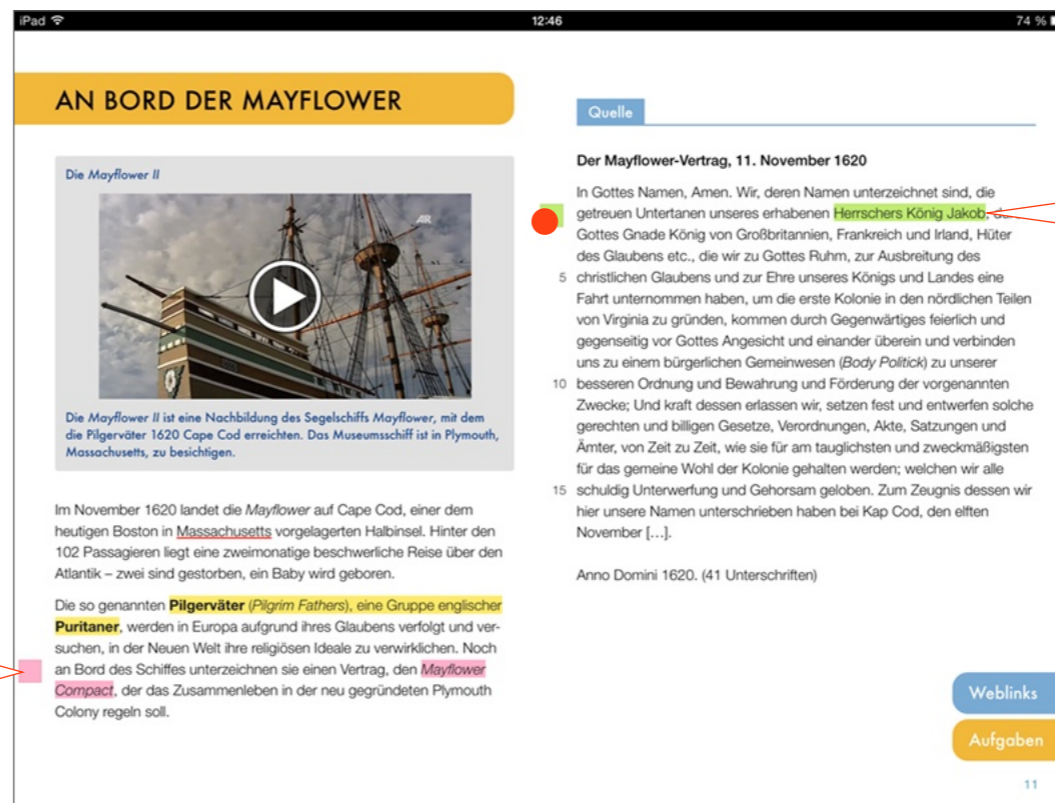 iPad 12:46 74 %
AN BORD DER MAYFLOWER
Die Mayflower II
AR
Die Mayflower II ist eine Nachbildung des Segelschiffs Mayflower, mit dem
die Pilgerväter 1620 Cape Cod erreichten. Das Museumsschiff ist in Plymouth,
Massachusetts, zu besichtigen.
Im November 1620 landet die Mayflower auf Cape Cod, einer dem
heutigen Boston in Massachusetts vorgelagerten Halbinsel. Hinter den
102 Passagieren liegt eine zweimonatige beschwerliche Reise über den
Atlantik – zwei sind gestorben, ein Baby wird geboren.
Die so genannten Pilgerväter (Pilgrim Fathers), eine Gruppe englischer
Puritaner, werden in Europa aufgrund ihres Glaubens verfolgt und ver-
suchen, in der Neuen Welt ihre religiösen Ideale zu verwirklichen. Noch
an Bord des Schiffes unterzeichnen sie einen Vertrag, den Mayflower
Compact, der das Zusammenleben in der neu gegründeten Plymouth
Colony regeln soll.
Quelle
Der Mayflower-Vertrag, 11. November 1620
In Gottes Namen, Amen. Wir, deren Namen unterzeichnet sind, die
getreuen Untertanen unseres erhabenen Herrschers König Jakob,
Gottes Gnade König von Großbritannien, Frankreich und Irland, Hüter
des Glaubens etc., die wir zu Gottes Ruhm, zur Ausbreitung des
5 christlichen Glaubens und zur Ehre unseres Königs und Landes eine
Fahrt unternommen haben, um die erste Kolonie in den nördlichen Teilen
von Virginia zu gründen, kommen durch Gegenwärtiges feierlich und
gegenseitig vor Gottes Angesicht und einander überein und verbinden
uns zu einem bürgerlichen Gemeinwesen (Body Politick) zu unserer
10 besseren Ordnung und Bewahrung und Förderung der vorgenannten
Zwecke; Und kraft dessen erlassen wir, setzen fest und entwerfen solche
gerechten und billigen Gesetze, Verordnungen, Akte, Satzungen und
Ämter, von Zeit zu Zeit, wie sie für am tauglichsten und zweckmäßigsten
für das gemeine Wohl der Kolonie gehalten werden; welchen wir alle
15 schuldig Unterwerfung und Gehorsam geloben. Zum Zeugnis dessen wir
hier unsere Namen unterschrieben haben bei Kap Cod, den elften
November [...].
Anno Domini 1620. (41 Unterschriften)
Weblinks
Aufgaben
11